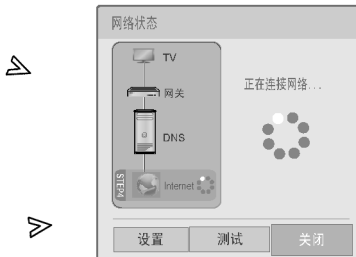 网络状态
TV
网关
正在连接网络...
DNS
STEP4
Internet
设置
测试
关闭